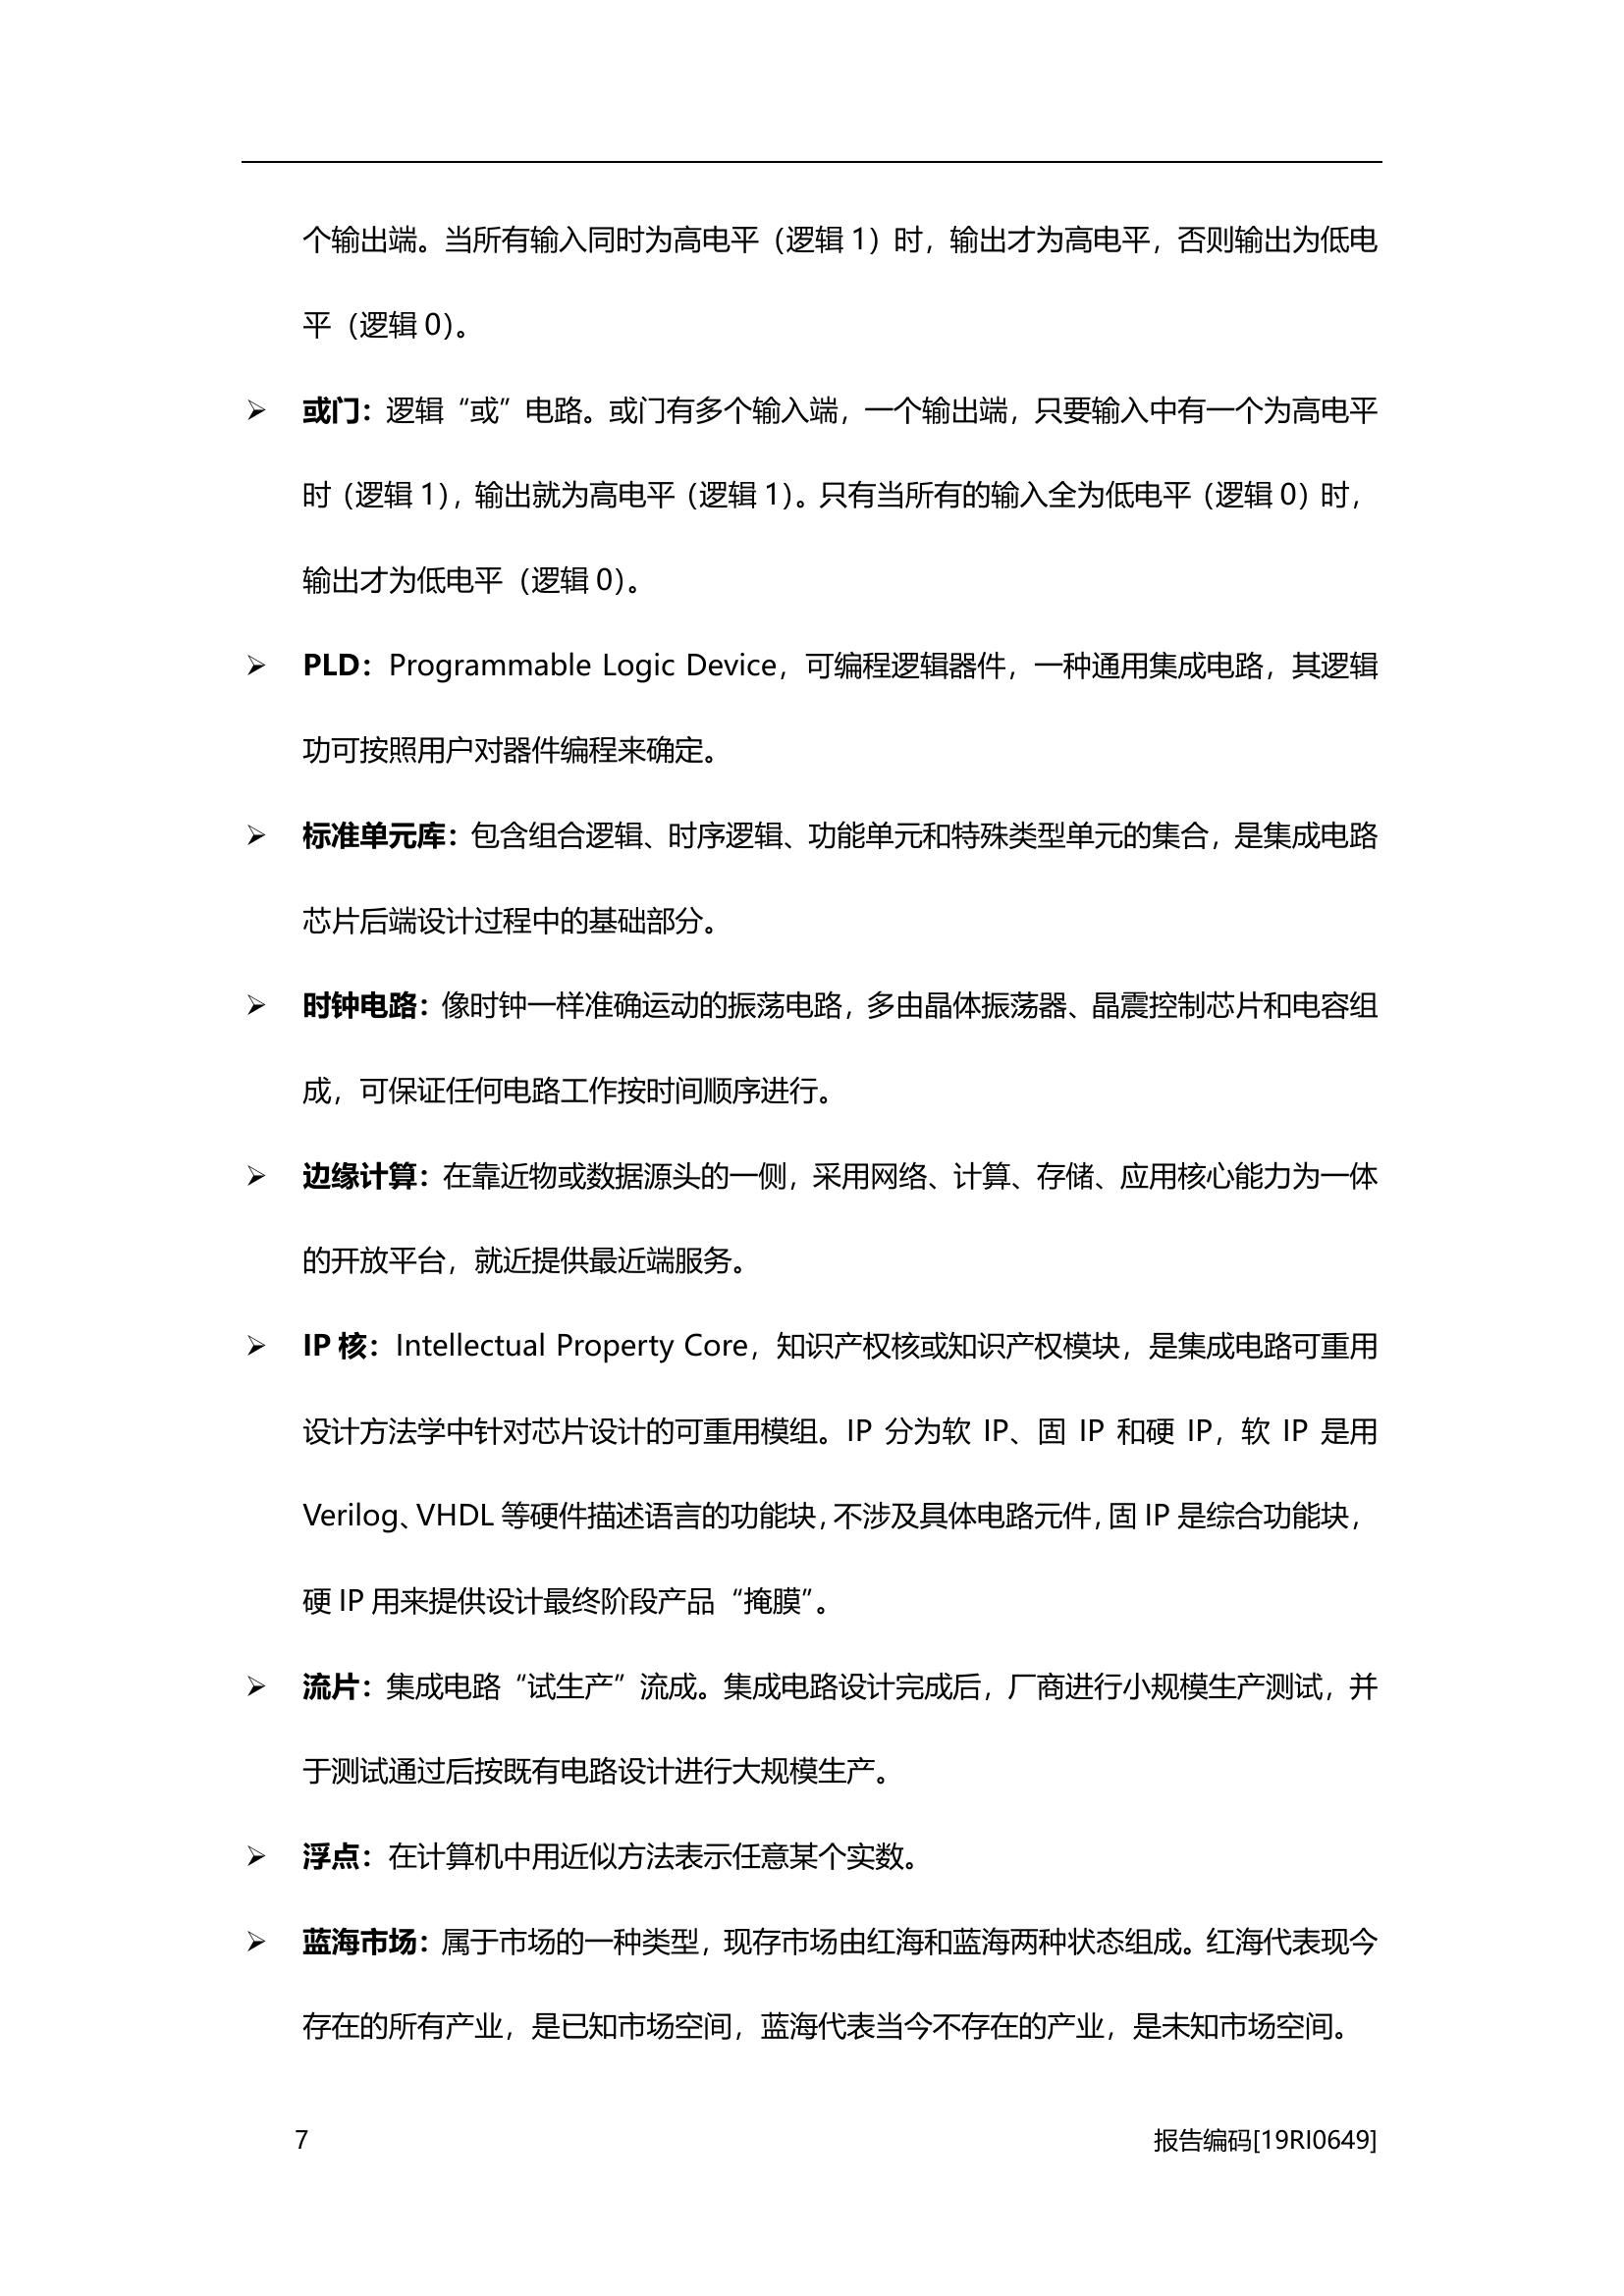 个输出端。当所有输入同时为高电平（逻辑 1）时，输出才为高电平，否则输出为低电
平（逻辑 0）。
➢ 或门：逻辑“或”电路。或门有多个输入端，一个输出端，只要输入中有一个为高电平
时（逻辑 1），输出就为高电平（逻辑 1）。只有当所有的输入全为低电平（逻辑 0）时，
输出才为低电平（逻辑 0）。
➢ PLD：Programmable Logic Device，可编程逻辑器件，一种通用集成电路，其逻辑
功可按照用户对器件编程来确定。
➢ 标准单元库：包含组合逻辑、时序逻辑、功能单元和特殊类型单元的集合，是集成电路
芯片后端设计过程中的基础部分。
➢ 时钟电路：像时钟一样准确运动的振荡电路，多由晶体振荡器、晶震控制芯片和电容组
成，可保证任何电路工作按时间顺序进行。
➢ 边缘计算：在靠近物或数据源头的一侧，采用网络、计算、存储、应用核心能力为一体
的开放平台，就近提供最近端服务。
➢ IP 核：Intellectual Property Core，知识产权核或知识产权模块，是集成电路可重用
设计方法学中针对芯片设计的可重用模组。IP 分为软 IP、固 IP 和硬 IP，软 IP 是用
Verilog、VHDL 等硬件描述语言的功能块，不涉及具体电路元件，固 IP 是综合功能块，
硬 IP 用来提供设计最终阶段产品“掩膜”。
➢ 流片：集成电路“试生产”流成。集成电路设计完成后，厂商进行小规模生产测试，并
于测试通过后按既有电路设计进行大规模生产。
➢ 浮点：在计算机中用近似方法表示任意某个实数。
➢ 蓝海市场：属于市场的一种类型，现存市场由红海和蓝海两种状态组成。红海代表现今
存在的所有产业，是已知市场空间，蓝海代表当今不存在的产业，是未知市场空间。
7 报告编码[19RI0649]